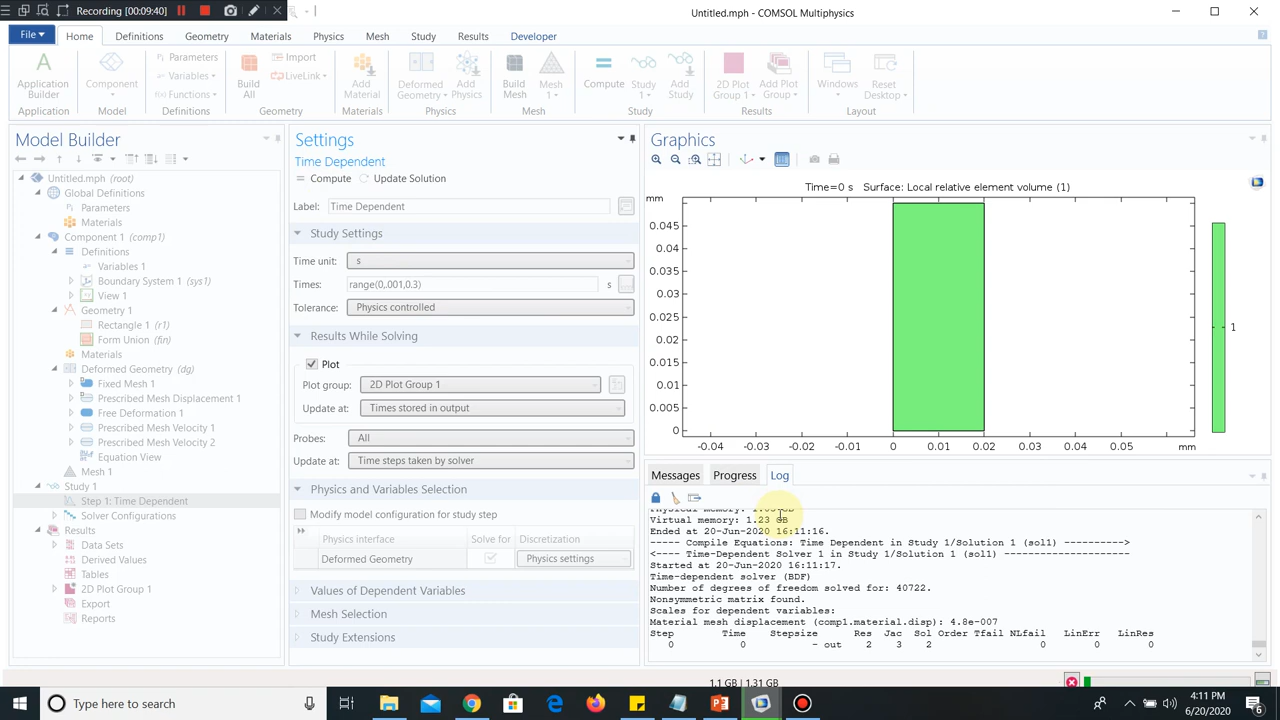 Recording [00:09:40]
Untitled.mph - COMSOL Multiphysics
File Home Definitions Geometry Materials Physics Mesh Study Results Developer
Application Builder
Component
Parameters
Variables
Functions
Build All
Import
LiveLink
Add Material
Deformed Geometry
Add Physics
Build Mesh
Mesh 1
Compute
Study 1
Add Study
2D Plot Group 1
Add Plot Group
Windows
Reset Desktop
Application Model Definitions Geometry Materials Physics Mesh Study Results Layout
Model Builder
Untitled.mph (root)
Global Definitions
Parameters
Materials
Component 1 (comp1)
Definitions
Variables 1
Boundary System 1 (sys1)
View 1
Geometry 1
Rectangle 1 (r1)
Form Union (fin)
Materials
Deformed Geometry (dg)
Fixed Mesh 1
Prescribed Mesh Displacement 1
Free Deformation 1
Prescribed Mesh Velocity 1
Prescribed Mesh Velocity 2
Equation View
Mesh 1
Study 1
Step 1: Time Dependent
Solver Configurations
Results
Data Sets
Derived Values
Tables
2D Plot Group 1
Export
Reports
Settings
Time Dependent
= Compute Update Solution
Label: Time Dependent
Study Settings
Time unit: s
Times: range(0,.001,0.3) s
Tolerance: Physics controlled
Results While Solving
Plot
Plot group: 2D Plot Group 1
Update at: Times stored in output
Probes: All
Update at: Time steps taken by solver
Physics and Variables Selection
Modify model configuration for study step
Physics interface Solve fo Discretization
Deformed Geometry Physics settings
Values of Dependent Variables
Mesh Selection
Study Extensions
Graphics
Time=0 s Surface: Local relative element volume (1)
mm
0.045
0.04
0.035
0.03
0.025
0.02
0.015
0.01
0.005
0
-0.04 -0.03 -0.02 -0.01 0 0.01 0.02 0.03 0.04 0.05 mm
1
Messages Progress Log
Virtual memory: 1.23 GB
Ended at 20-Jun-2020 16:11:16.
----- Compile Equations: Time Dependent in Study 1/Solution 1 (sol1) ---------->
<---- Time-Dependent Solver 1 in Study 1/Solution 1 (sol1) --------------------
Started at 20-Jun-2020 16:11:17.
Time-dependent solver (BDF)
Number of degrees of freedom solved for: 40722.
Nonsymmetric matrix found.
Scales for dependent variables:
Material mesh displacement (comp1.material.disp): 4.8e-007
Step Time Stepsize Res Jac Sol Order Tfail NLfail LinErr LinRes
0 0 - out 2 3 2 0 0 0
1.1 GB | 1.31 GB
Type here to search
4:11 PM
6/20/2020
6